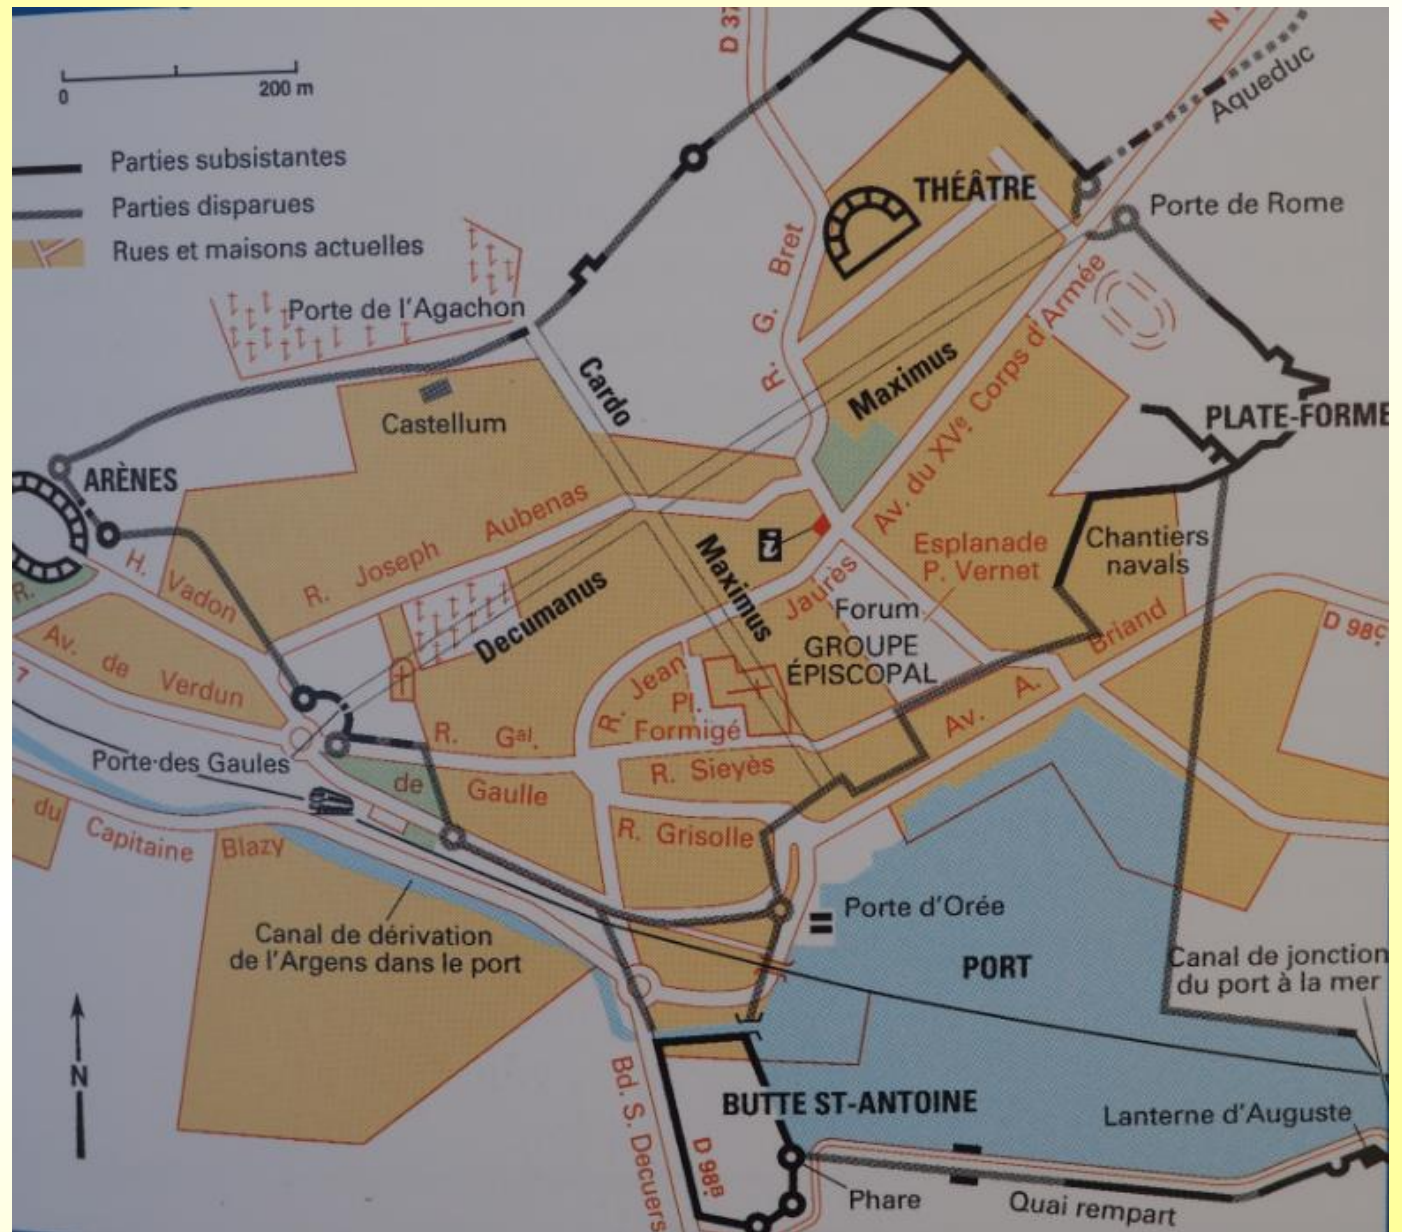 D 37
N
Aqueduc
0
200 m
Parties subsistantes
Parties disparues
Rues et maisons actuelles
THÉÂTRE
Porte de Rome
R. G. Bret
Porte de l'Agachon
Cardo
Maximus
Av. du XVe Corps d'Armée
Castellum
PLATE-FORME
ARÈNES
R. Joseph Aubenas
i
Chantiers
navals
Esplanade
P. Vernet
H. Vadon
R.
Decumanus
Maximus
Jaurès
Forum
GROUPE
ÉPISCOPAL
Briand
D 98C
Av. de Verdun
R. Jean
Pl.
Formigé
Av. A.
7
R. Gal.
de Gaulle
Porte des Gaules
R. Sieyès
R. Grisolle
du Capitaine Blazy
Porte d'Orée
Canal de dérivation
de l'Argens dans le port
PORT
Canal de jonction
du port à la mer
N
Bd. S. Decuers
BUTTE ST-ANTOINE
Lanterne d'Auguste
D 98B
Phare
Quai rempart